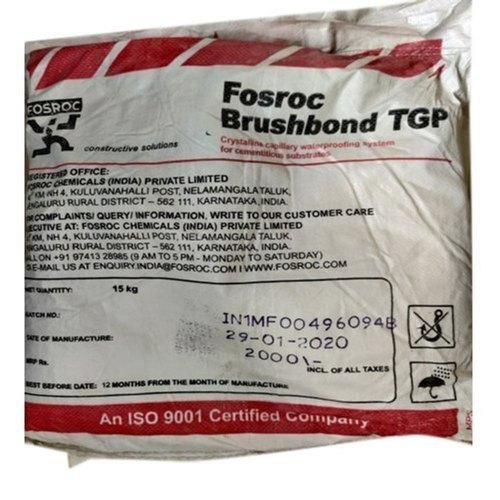 FOSROC
constructive solutions
Fosroc
Brushbond TGP
Crystalline capillary waterproofing system
for cementitious substrates
REGISTERED OFFICE:
FOSROC CHEMICALS (INDIA) PRIVATE LIMITED
KM, NH 4, KULUVANAHALLI POST, NELAMANGALA TALUK,
BENGALURU RURAL DISTRICT – 562 111, KARNATAKA, INDIA.
FOR COMPLAINTS/ QUERY/ INFORMATION, WRITE TO OUR CUSTOMER CARE
EXECUTIVE AT: FOSROC CHEMICALS (INDIA) PRIVATE LIMITED
KM, NH 4, KULUVANAHALLI POST, NELAMANGALA TALUK,
BENGALURU RURAL DISTRICT – 562 111, KARNATAKA, INDIA.
CALL ON +91 97413 28985 (9 AM TO 5 PM - MONDAY TO SATURDAY)
E-MAIL US AT ENQUIRY.INDIA@FOSROC.COM I WWW.FOSROC.COM
NET QUANTITY: 15 kg
BATCH NO.: IN1MF00496094B
DATE OF MANUFACTURE: 29-01-2020
MRP Rs. 2000\-
INCL. OF ALL TAXES
BEST BEFORE DATE: 12 MONTHS FROM THE MONTH OF MANUFACTURE
An ISO 9001 Certified Company